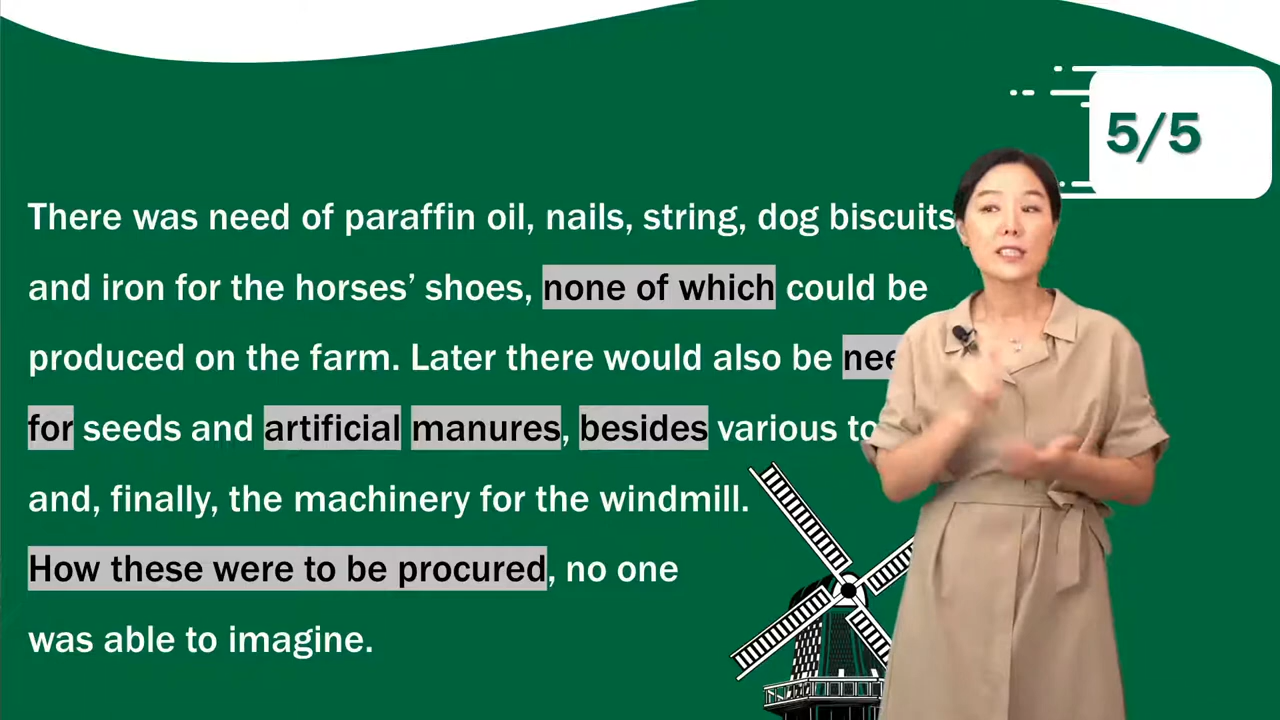 5/5
There was need of paraffin oil, nails, string, dog biscuits
and iron for the horses’ shoes, none of which could be
produced on the farm. Later there would also be
for seeds and artificial manures, besides various
and, finally, the machinery for the windmill.
How these were to be procured, no one
was able to imagine.